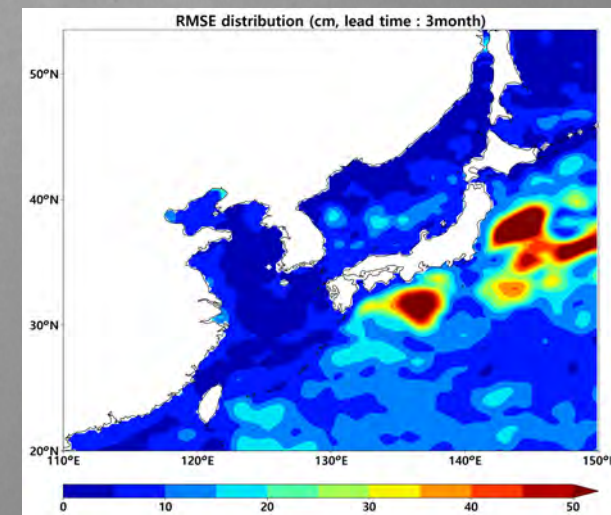 RMSE distribution (cm, lead time : 3month)
50°N
40°N
30°N
20°N
110°E 120°E 130°E 140°E 150°E
0 10 20 30 40 50